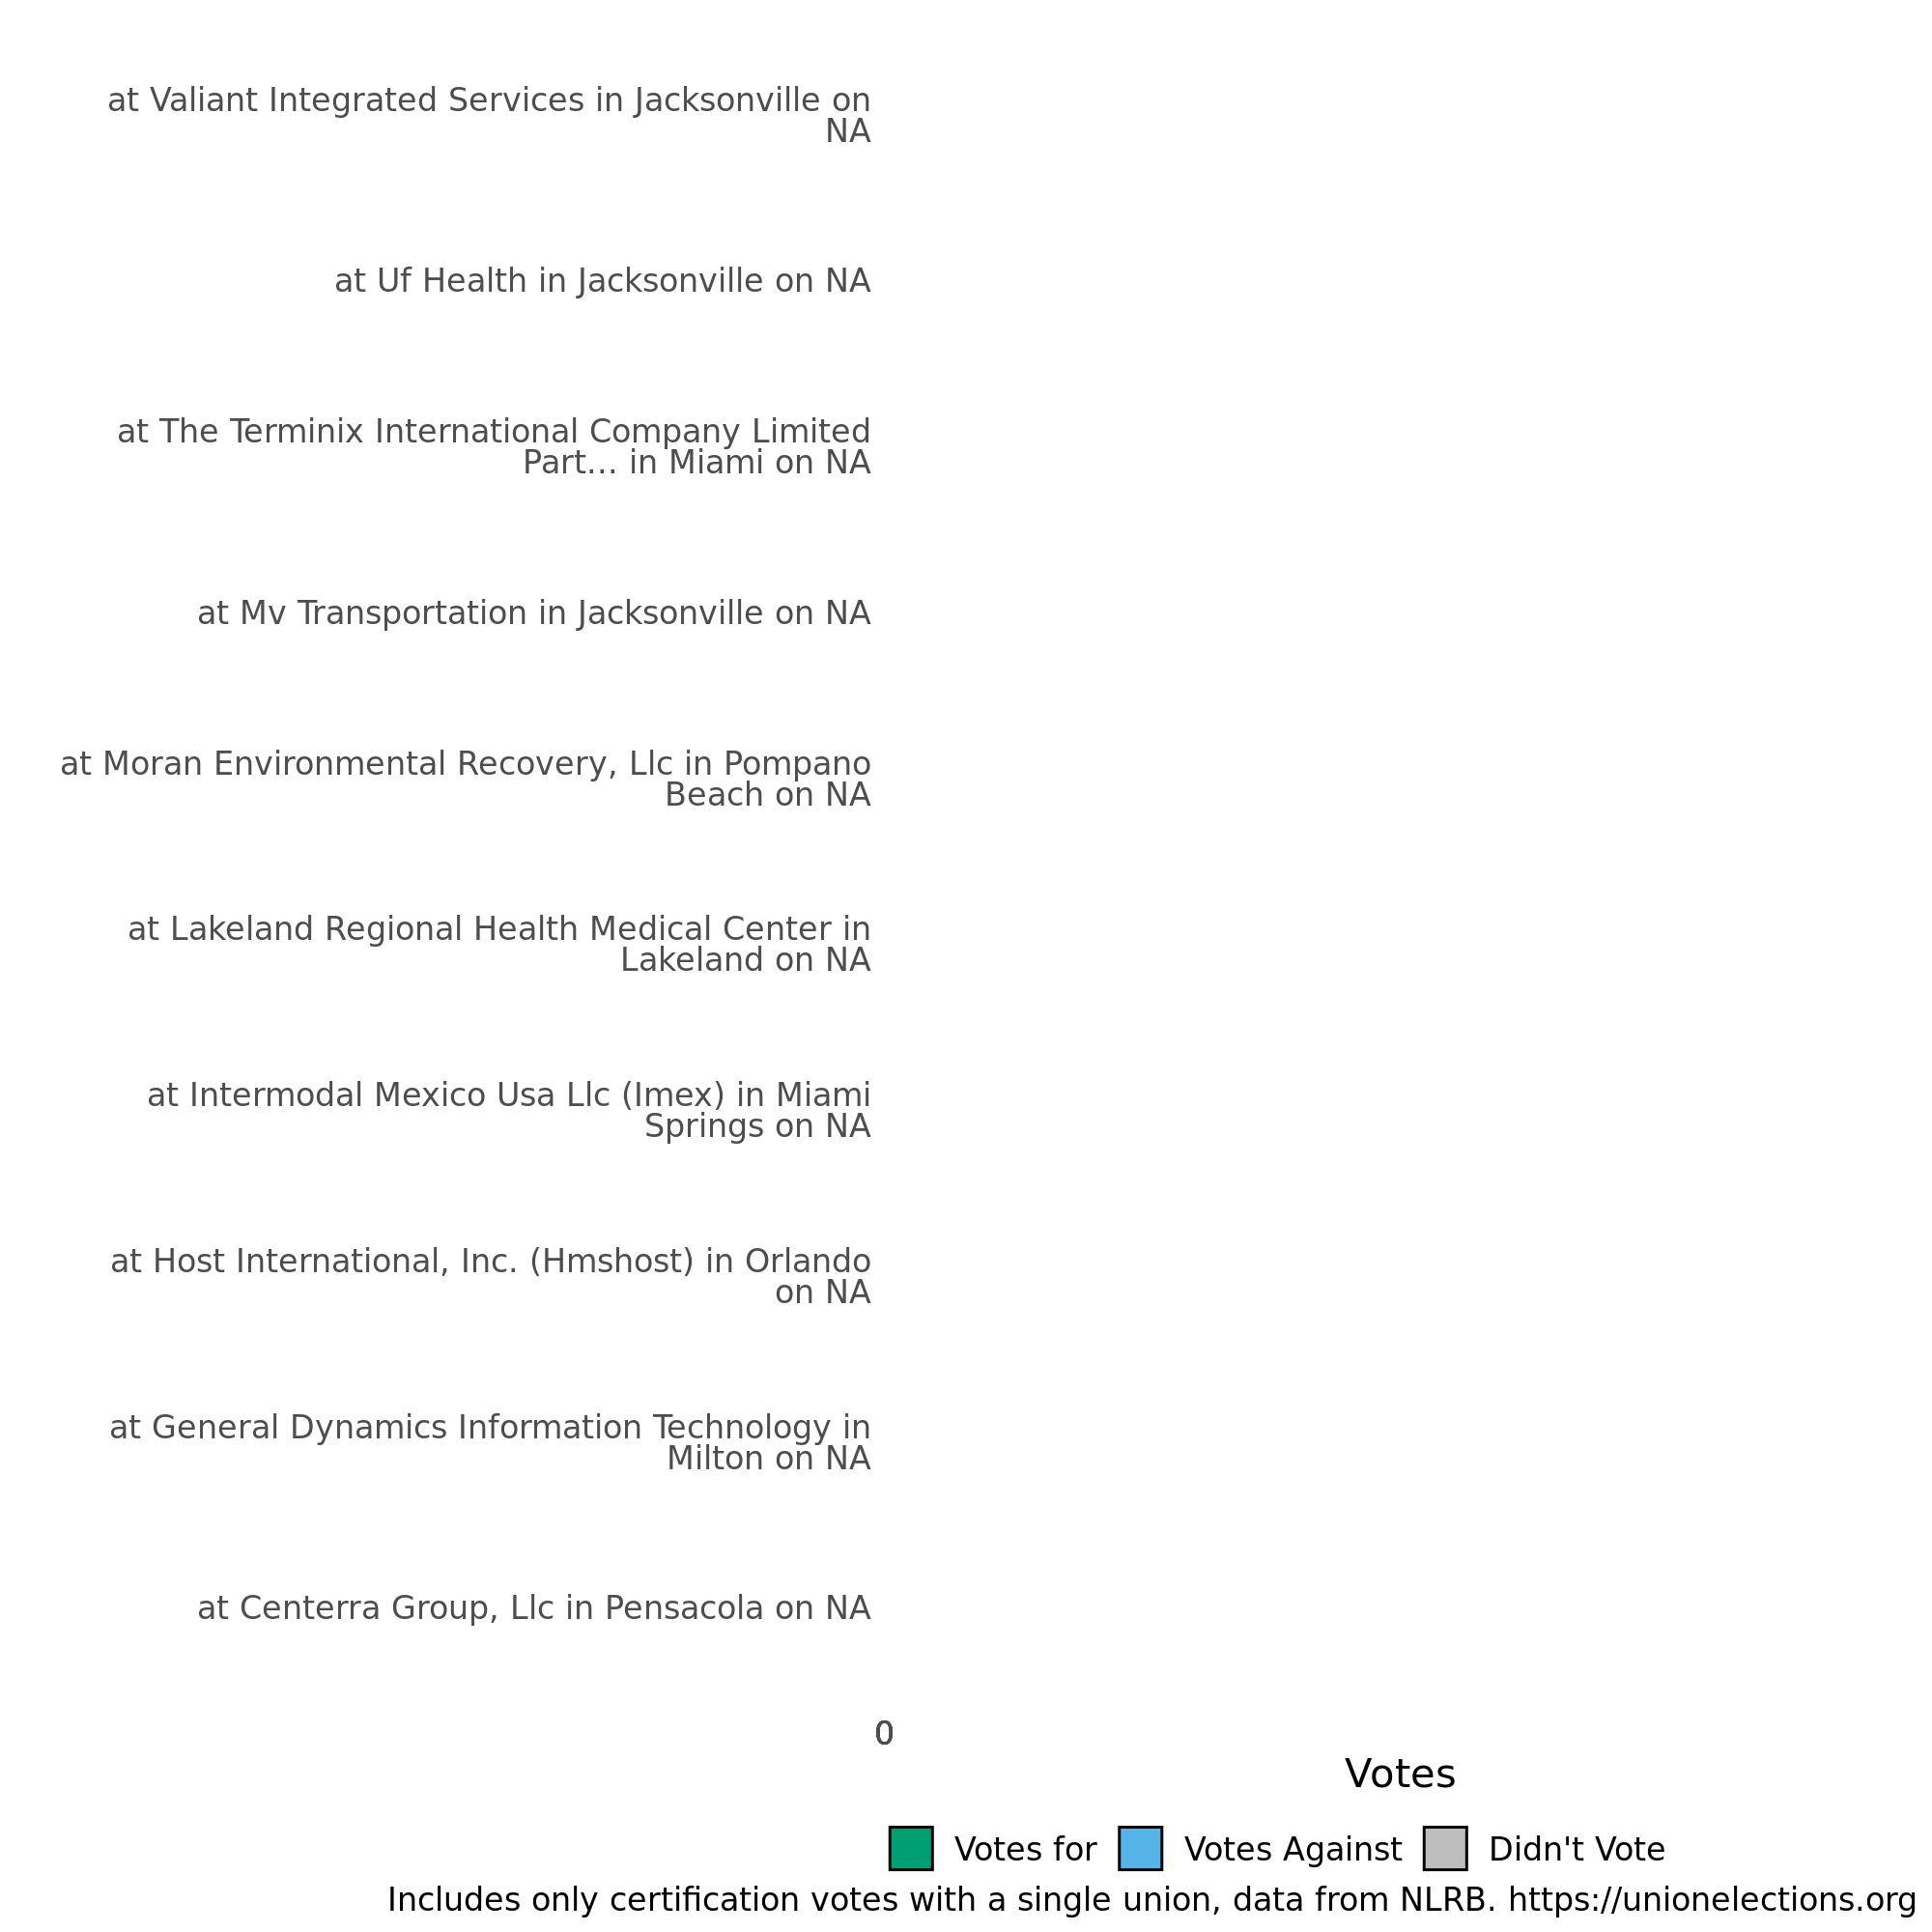 at Valiant Integrated Services in Jacksonville on
NA
at Uf Health in Jacksonville on NA
at The Terminix International Company Limited
Part... in Miami on NA
at Mv Transportation in Jacksonville on NA
at Moran Environmental Recovery, Llc in Pompano
Beach on NA
at Lakeland Regional Health Medical Center in
Lakeland on NA
at Intermodal Mexico Usa Llc (Imex) in Miami
Springs on NA
at Host International, Inc. (Hmshost) in Orlando
on NA
at General Dynamics Information Technology in
Milton on NA
at Centerra Group, Llc in Pensacola on NA
0
Votes
Votes for Votes Against Didn't Vote
Includes only certification votes with a single union, data from NLRB. https://unionelections.org